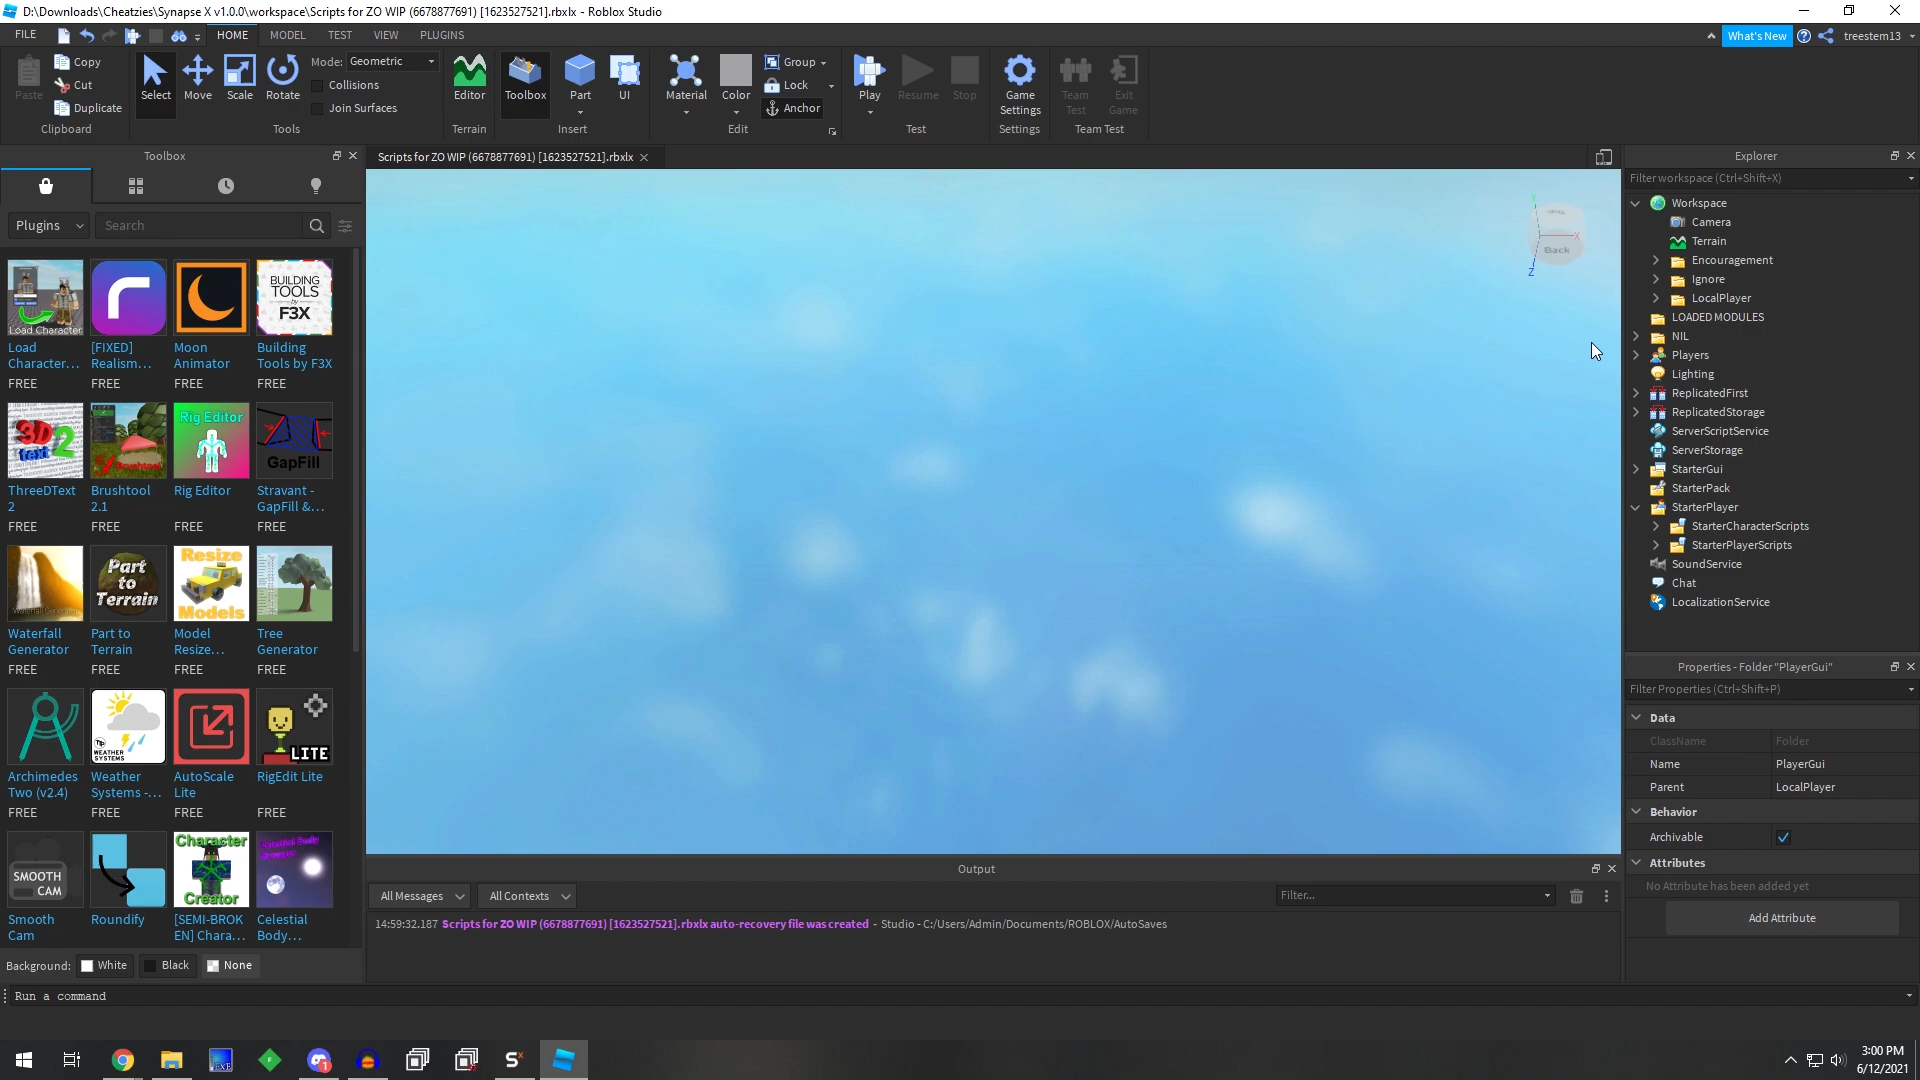 D:\Downloads\Cheatzies\Synapse X v1.0.0\workspace\Scripts for ZO WIP (6678877691) [1623527521].rbxlx - Roblox Studio
FILE HOME MODEL TEST VIEW PLUGINS What's New treestem13
Paste Copy Cut Duplicate Clipboard
Select Move Scale Rotate Mode: Geometric Collisions Join Surfaces Tools
Editor Terrain
Toolbox Part UI Insert
Material Color Group Lock Anchor Edit
Play Resume Stop Test
Game Settings Settings
Team Test Exit Game Team Test
Toolbox
Plugins Search
Load Character
Load Character...
FREE
[FIXED] Realism...
FREE
Moon Animator
FREE
BUILDING TOOLS by F3X
Building Tools by F3X
FREE
3D text 2
ThreeDText 2
FREE
Brushtool
Brushtool 2.1
FREE
Rig Editor
Rig Editor
FREE
GapFill
Stravant - GapFill &...
FREE
Waterfall Generator
Waterfall Generator
FREE
Part to Terrain
Part to Terrain
FREE
Resize Models
Model Resize...
FREE
Tree Generator
FREE
Archimedes Two (v2.4)
FREE
WEATHER SYSTEMS
Weather Systems -...
FREE
AutoScale Lite
FREE
LITE
RigEdit Lite
FREE
SMOOTH CAM
Smooth Cam
Roundify
Character Creator
[SEMI-BROKEN] Chara...
Celestial Body...
Background: White Black None
Run a command
Scripts for ZO WIP (6678877691) [1623527521].rbxlx
Y
X
Back
Z
Output
All Messages All Contexts Filter...
14:59:32.187 Scripts for ZO WIP (6678877691) [1623527521].rbxlx auto-recovery file was created - Studio - C:/Users/Admin/Documents/ROBLOX/AutoSaves
Explorer
Filter workspace (Ctrl+Shift+X)
Workspace
Camera
Terrain
Encouragement
Ignore
LocalPlayer
LOADED MODULES
NIL
Players
Lighting
ReplicatedFirst
ReplicatedStorage
ServerScriptService
ServerStorage
StarterGui
StarterPack
StarterPlayer
StarterCharacterScripts
StarterPlayerScripts
SoundService
Chat
LocalizationService
Properties - Folder "PlayerGui"
Filter Properties (Ctrl+Shift+P)
Data
ClassName Folder
Name PlayerGui
Parent LocalPlayer
Behavior
Archivable
Attributes
No Attribute has been added yet
Add Attribute
3:00 PM
6/12/2021